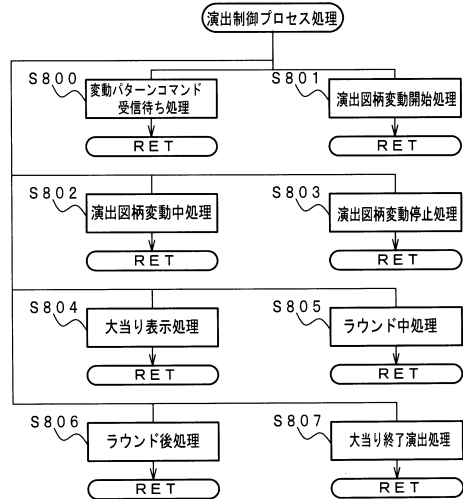 演出制御プロセス処理
S800
変動パターンコマンド
受信待ち処理
RET
S801
演出図柄変動開始処理
RET
S802
演出図柄変動中処理
RET
S803
演出図柄変動停止処理
RET
S804
大当り表示処理
RET
S805
ラウンド中処理
RET
S806
ラウンド後処理
RET
S807
大当り終了演出処理
RET